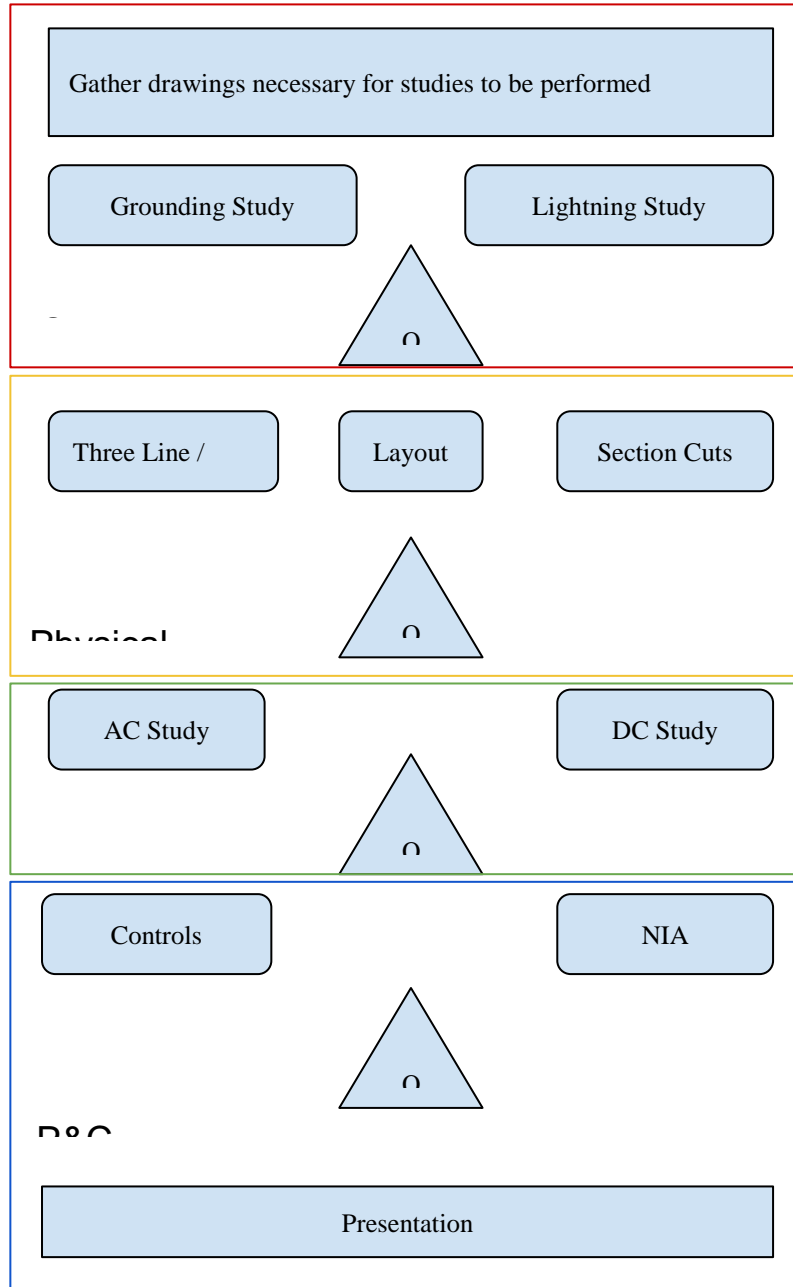 Gather drawings necessary for studies to be performed
Grounding Study
Lightning Study
Three Line /
Layout
Section Cuts
Physical
AC Study
DC Study
Controls
NIA
P&C
Presentation